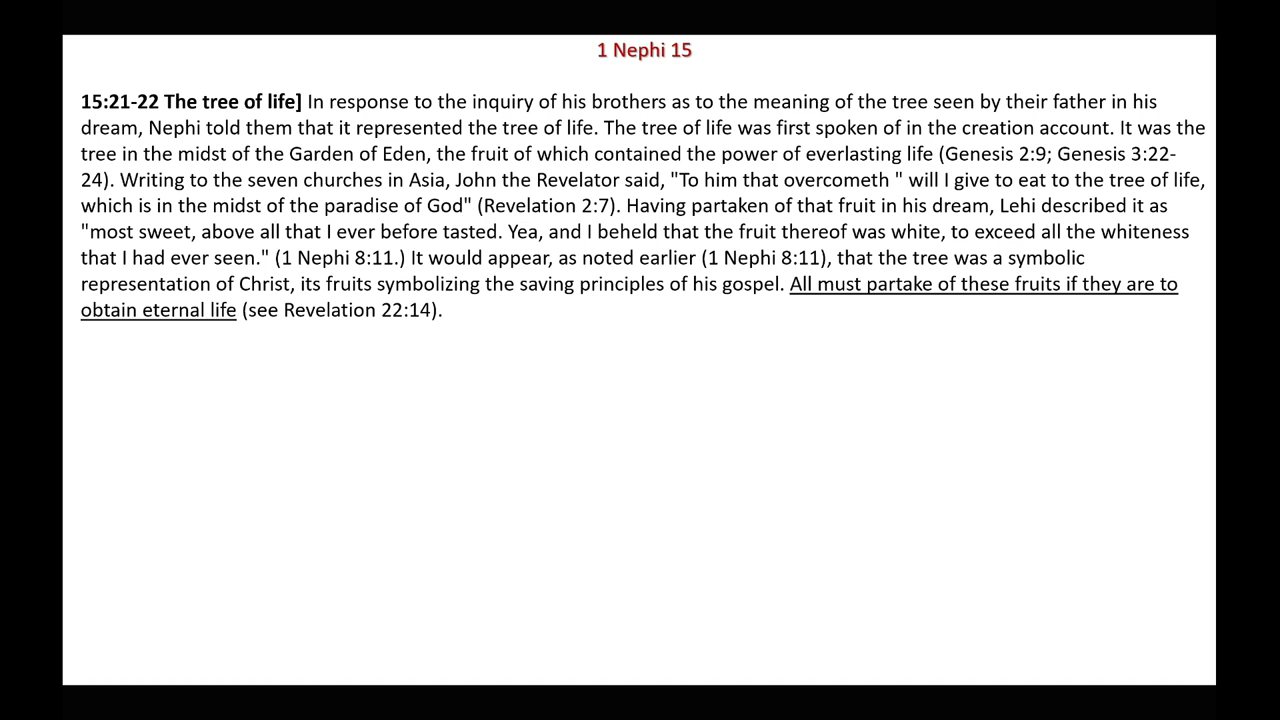 1 Nephi 15
15:21-22 The tree of life] In response to the inquiry of his brothers as to the meaning of the tree seen by their father in his
dream, Nephi told them that it represented the tree of life. The tree of life was first spoken of in the creation account. It was the
tree in the midst of the Garden of Eden, the fruit of which contained the power of everlasting life (Genesis 2:9; Genesis 3:22-
24). Writing to the seven churches in Asia, John the Revelator said, "To him that overcometh " will I give to eat to the tree of life,
which is in the midst of the paradise of God" (Revelation 2:7). Having partaken of that fruit in his dream, Lehi described it as
"most sweet, above all that I ever before tasted. Yea, and I beheld that the fruit thereof was white, to exceed all the whiteness
that I had ever seen." (1 Nephi 8:11.) It would appear, as noted earlier (1 Nephi 8:11), that the tree was a symbolic
representation of Christ, its fruits symbolizing the saving principles of his gospel. All must partake of these fruits if they are to
obtain eternal life (see Revelation 22:14).